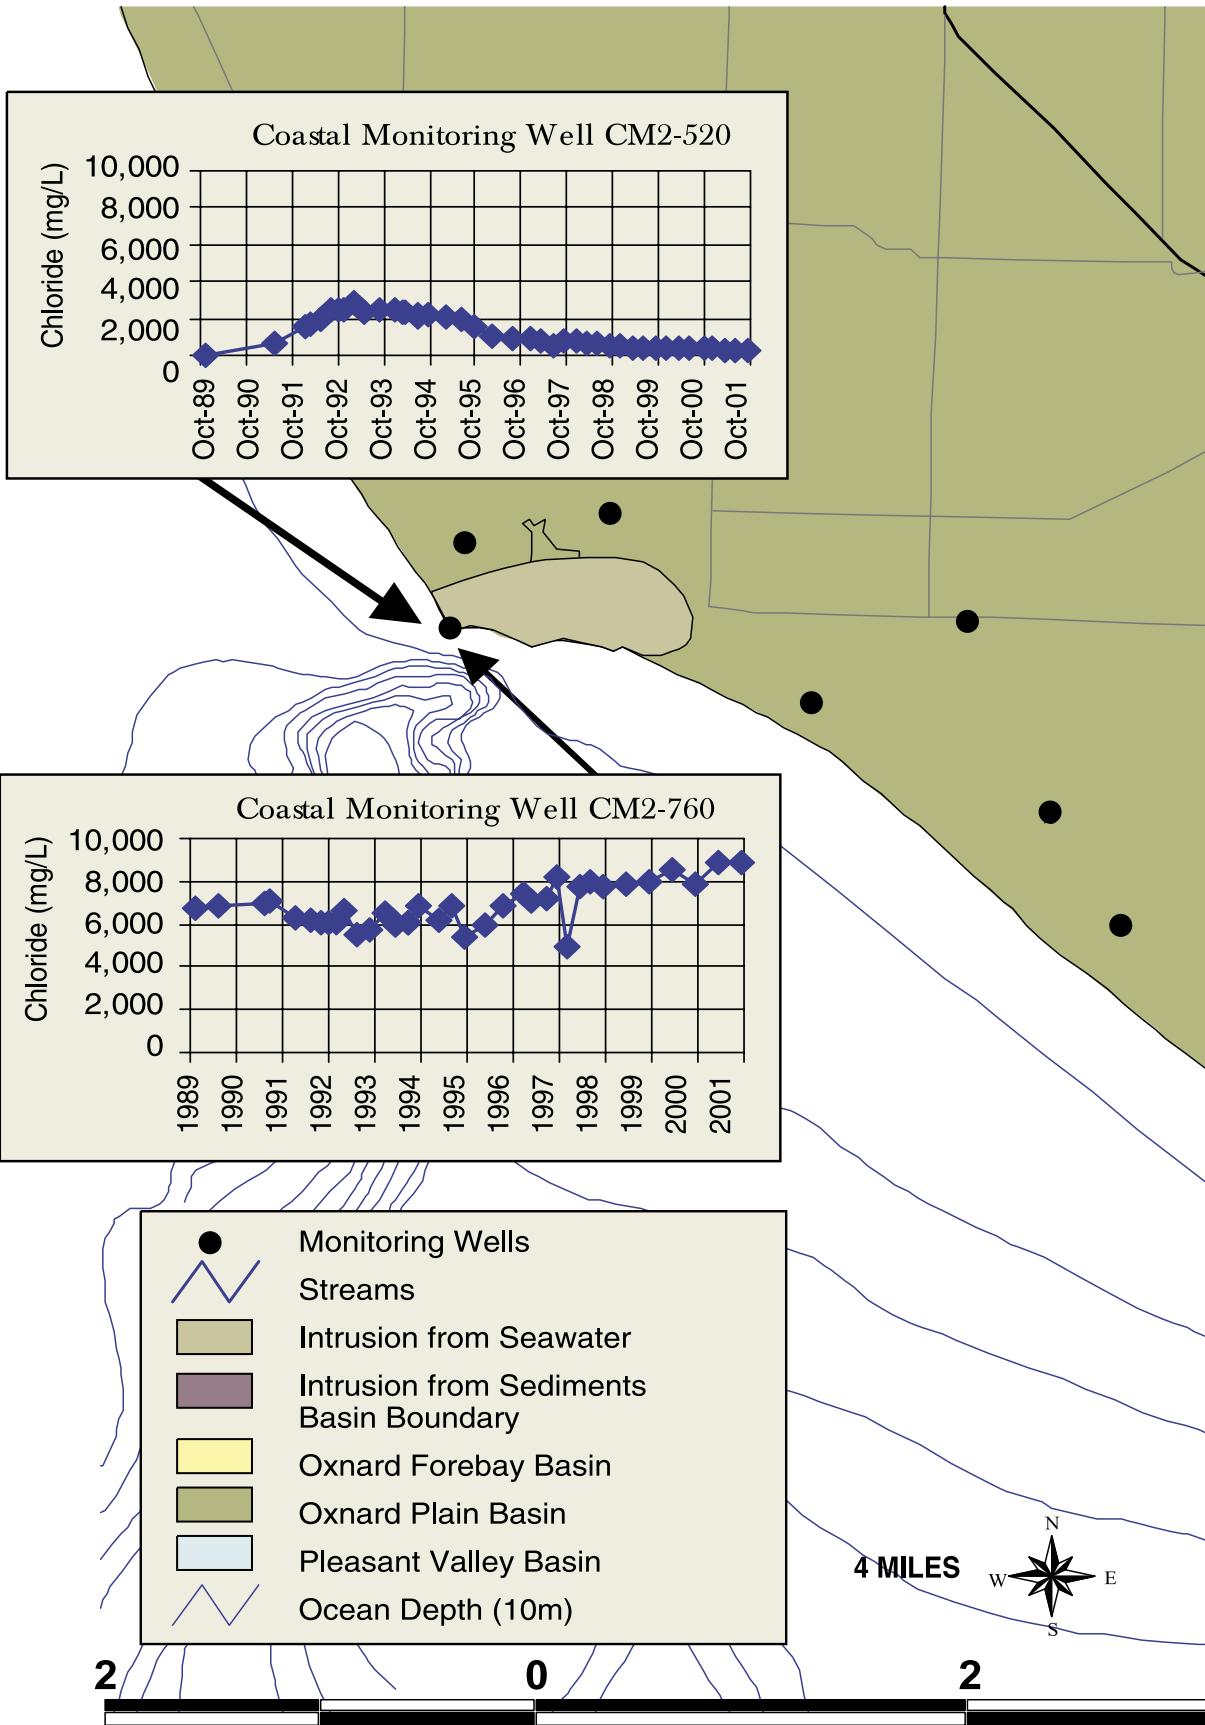 Coastal Monitoring Well CM2-520
Chloride (mg/L)
10,000
8,000
6,000
4,000
2,000
0
Oct-89 Oct-90 Oct-91 Oct-92 Oct-93 Oct-94 Oct-95 Oct-96 Oct-97 Oct-98 Oct-99 Oct-00 Oct-01
Coastal Monitoring Well CM2-760
Chloride (mg/L)
10,000
8,000
6,000
4,000
2,000
0
1989 1990 1991 1992 1993 1994 1995 1996 1997 1998 1999 2000 2001
Monitoring Wells
Streams
Intrusion from Seawater
Intrusion from Sediments
Basin Boundary
Oxnard Forebay Basin
Oxnard Plain Basin
Pleasant Valley Basin
Ocean Depth (10m)
4 MILES
N
W E
S
2 0 2